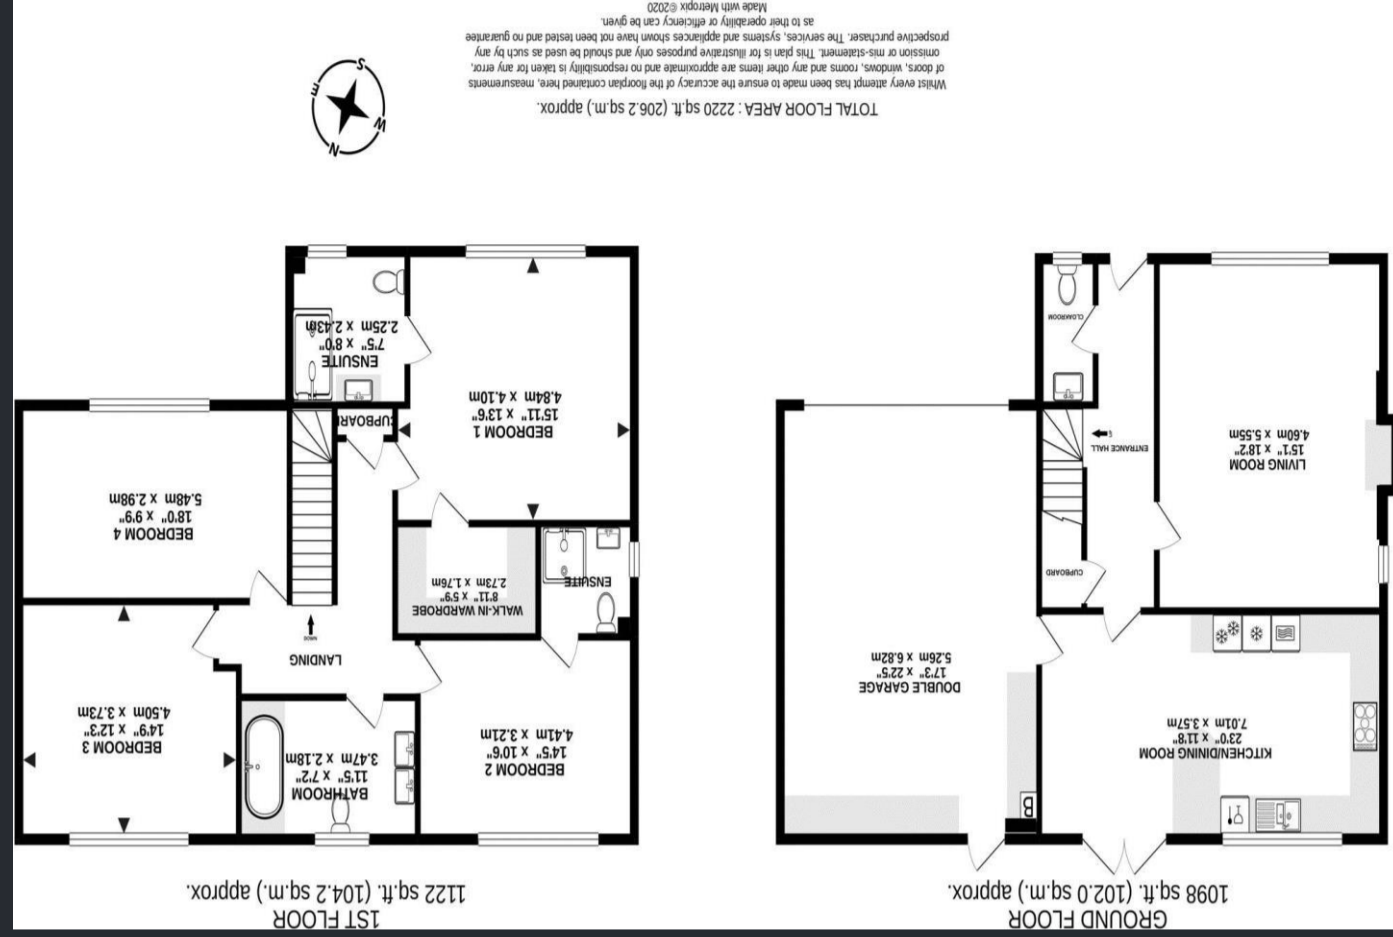 GROUND FLOOR
1098 sq.ft. (102.0 sq.m.) approx.
B
KITCHEN/DINING ROOM
23'0" x 11'8"
7.01m x 3.57m
DOUBLE GARAGE
17'3" x 22'5"
5.26m x 6.82m
CUPBOARD
LIVING ROOM
15'1" x 18'2"
4.60m x 5.55m
ENTRANCE HALL
CLOAKROOM
1ST FLOOR
1122 sq.ft. (104.2 sq.m.) approx.
BEDROOM 2
14'5" x 10'6"
4.41m x 3.21m
BATHROOM
11'5" x 7'2"
3.47m x 2.18m
BEDROOM 3
14'9" x 12'3"
4.50m x 3.73m
LANDING
WALK-IN WARDROBE
8'11" x 5'9"
2.73m x 1.76m
ENSUITE
BEDROOM 4
18'0" x 9'9"
5.48m x 2.98m
BEDROOM 1
15'11" x 13'6"
4.84m x 4.10m
CUPBOARD
ENSUITE
7'5" x 8'0"
2.25m x 2.43m
N
W
E
S
TOTAL FLOOR AREA : 2220 sq.ft. (206.2 sq.m.) approx.
Whilst every attempt has been made to ensure the accuracy of the floorplan contained here, measurements
of doors, windows, rooms and any other items are approximate and no responsibility is taken for any error,
omission or mis-statement. This plan is for illustrative purposes only and should be used as such by any
prospective purchaser. The services, systems and appliances shown have not been tested and no guarantee
as to their operability or efficiency can be given.
Made with Metropix ©2020